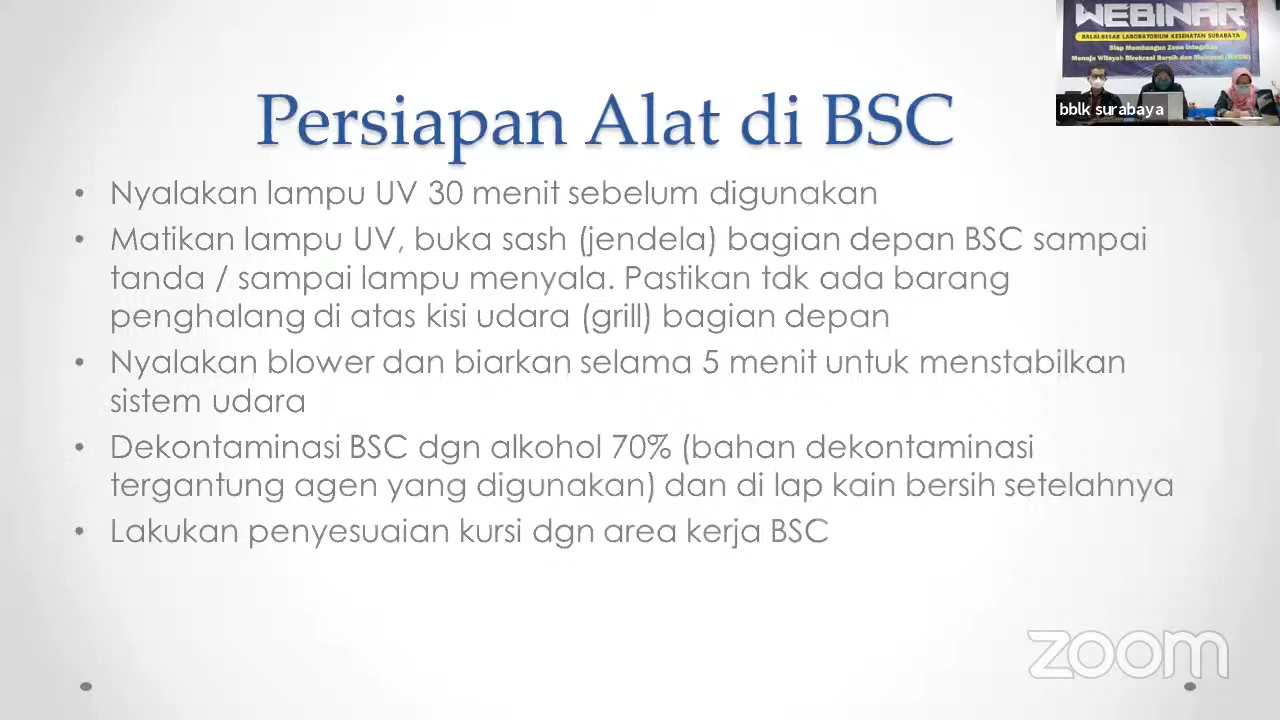 WEBINAR
BALAI BESAR LABORATORIUM KESEHATAN SURABAYA
Siap Membangun Zona Integritas
Menuju Wilayah Birokrasi Bersih dan Melayani (WBBM)
bblk surabaya
Persiapan Alat di BSC
• Nyalakan lampu UV 30 menit sebelum digunakan
• Matikan lampu UV, buka sash (jendela) bagian depan BSC sampai
tanda / sampai lampu menyala. Pastikan tdk ada barang
penghalang di atas kisi udara (grill) bagian depan
• Nyalakan blower dan biarkan selama 5 menit untuk menstabilkan
sistem udara
• Dekontaminasi BSC dgn alkohol 70% (bahan dekontaminasi
tergantung agen yang digunakan) dan di lap kain bersih setelahnya
• Lakukan penyesuaian kursi dgn area kerja BSC
zoom